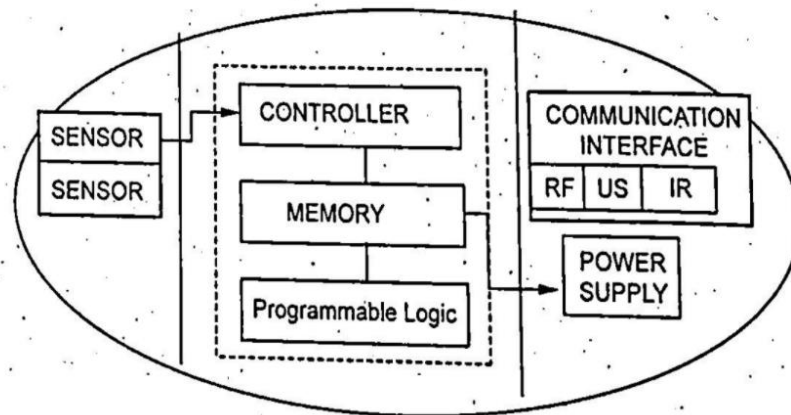 SENSOR
SENSOR
CONTROLLER
MEMORY
Programmable Logic
COMMUNICATION
INTERFACE
RF US IR
POWER
SUPPLY